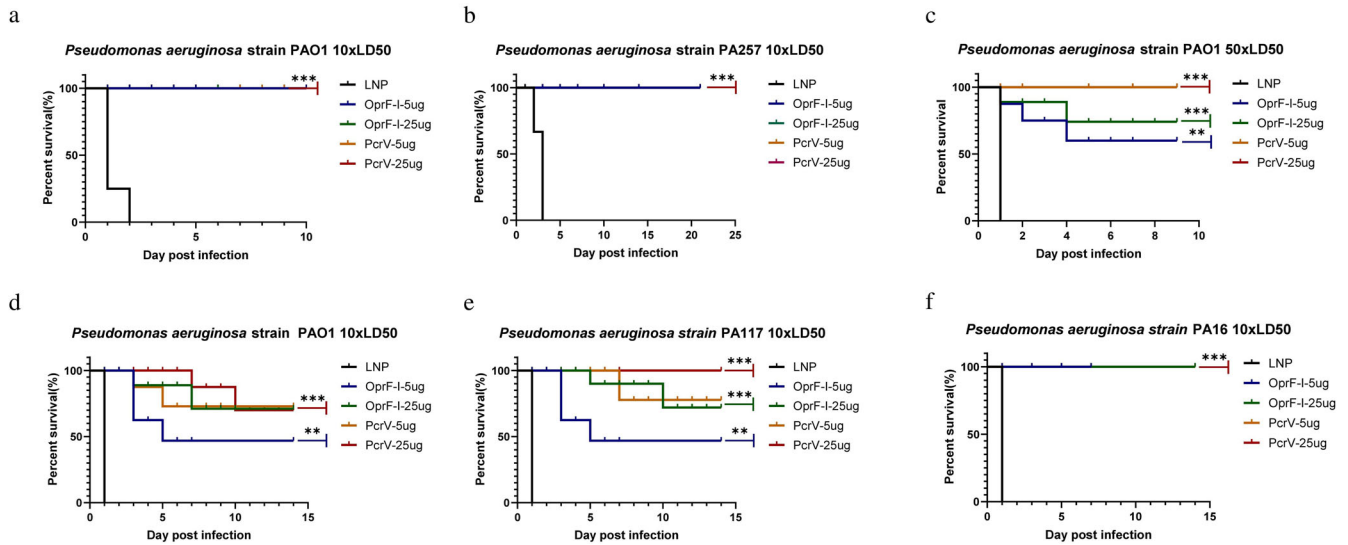 a
Pseudomonas aeruginosa strain PAO1 10xLD50
Percent survival(%)
100
50
0
0
5
10
Day post infection
***
LNP
OprF-I-5ug
OprF-I-25ug
PcrV-5ug
PcrV-25ug
b
Pseudomonas aeruginosa strain PA257 10xLD50
Percent survival(%)
100
50
0
0
5
10
15
20
25
Day post infection
***
LNP
OprF-I-5ug
OprF-I-25ug
PcrV-5ug
PcrV-25ug
c
Pseudomonas aeruginosa strain PAO1 50xLD50
Percent survival
100
50
0
0
2
4
6
8
10
Day post infection
***
***
**
LNP
OprF-I-5ug
OprF-I-25ug
PcrV-5ug
PcrV-25ug
d
Pseudomonas aeruginosa strain PAO1 10xLD50
Percent survival(%)
100
50
0
0
5
10
15
Day post infection
***
**
LNP
OprF-I-5ug
OprF-I-25ug
PcrV-5ug
PcrV-25ug
e
Pseudomonas aeruginosa strain PA117 10xLD50
Percent survival(%)
100
50
0
0
5
10
15
Day post infection
***
***
**
LNP
OprF-I-5ug
OprF-I-25ug
PcrV-5ug
PcrV-25ug
f
Pseudomonas aeruginosa strain PA16 10xLD50
Percent survival(%)
100
50
0
0
5
10
15
Day post infection
***
LNP
OprF-I-5ug
OprF-I-25ug
PcrV-5ug
PcrV-25ug